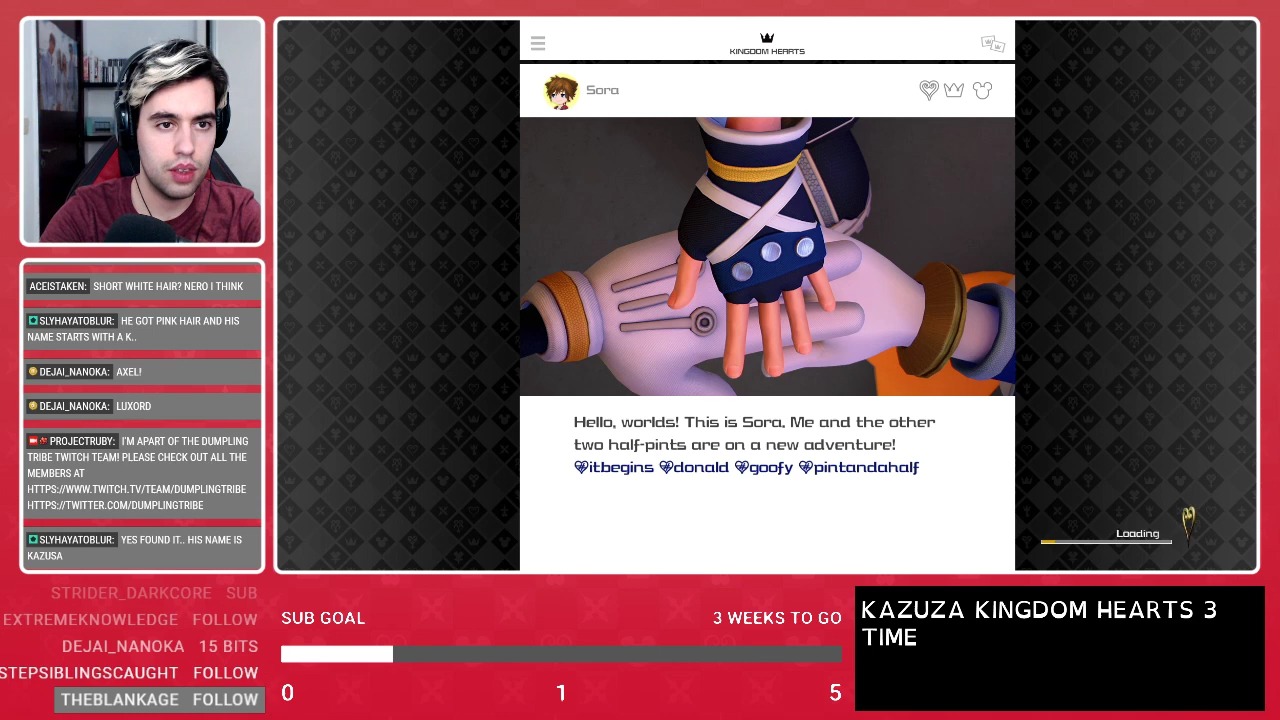 ACEISTAKEN: SHORT WHITE HAIR? NERO I THINK
SLYHAYATOBLUR: HE GOT PINK HAIR AND HIS
NAME STARTS WITH A K..
DEJAI_NANOKA: AXEL!
DEJAI_NANOKA: LUXORD
PROJECTRUBY: I'M APART OF THE DUMPLING
TRIBE TWITCH TEAM! PLEASE CHECK OUT ALL THE
MEMBERS AT
HTTPS://WWW.TWITCH.TV/TEAM/DUMPLINGTRIBE
HTTPS://TWITTER.COM/DUMPLINGTRIBE
SLYHAYATOBLUR: YES FOUND IT.. HIS NAME IS
KAZUSA
STRIDER_DARKCORE SUB
EXTREMEKNOWLEDGE FOLLOW
DEJAI_NANOKA 15 BITS
STEPSIBLINGSCAUGHT FOLLOW
THEBLANKAGE FOLLOW
KINGDOM HEARTS
Sora
Hello, worlds! This is Sora. Me and the other
two half-pints are on a new adventure!
itbegins donald goofy pintandahalf
Loading
SUB GOAL
3 WEEKS TO GO
0
1
5
KAZUZA KINGDOM HEARTS 3
TIME